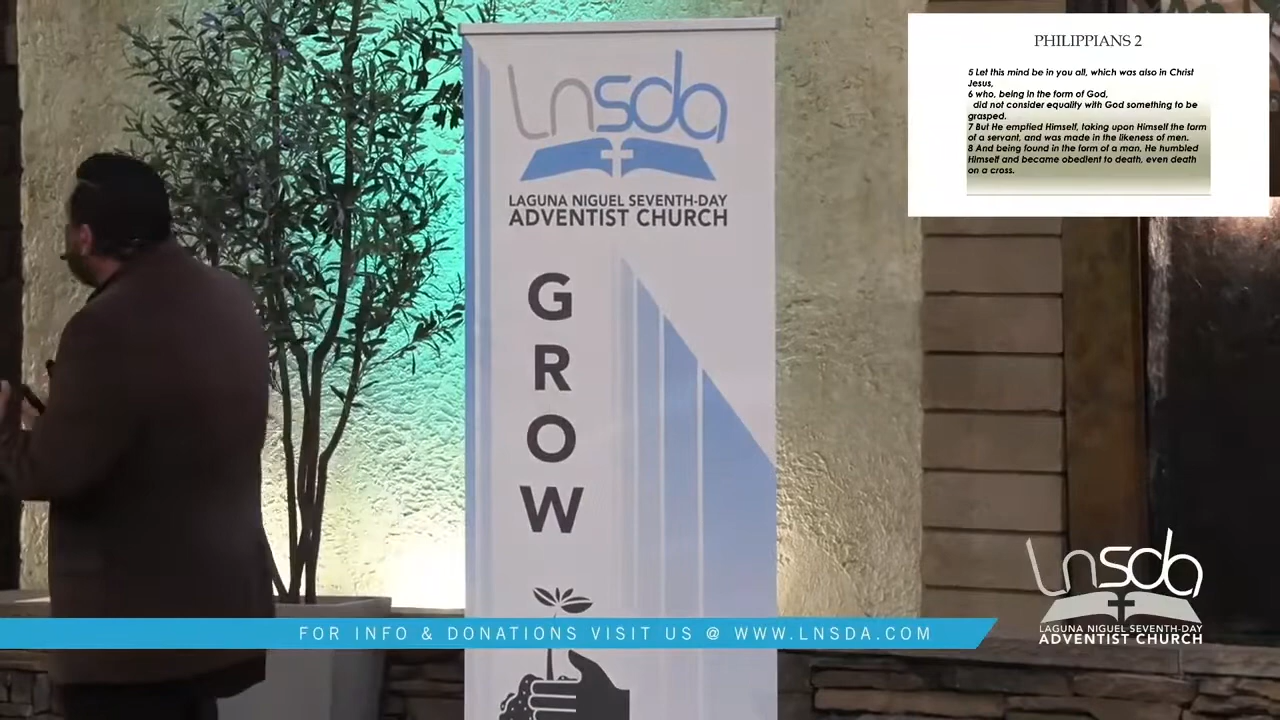 lnsda
LAGUNA NIGUEL SEVENTH-DAY
ADVENTIST CHURCH
G
R
O
W
PHILIPPIANS 2
5 Let this mind be in you all, which was also in Christ
Jesus,
6 who, being in the form of God,
did not consider equality with God something to be
grasped.
7 But He emptied Himself, taking upon Himself the form
of a servant, and was made in the likeness of men.
8 And being found in the form of a man, He humbled
Himself and became obedient to death, even death
on a cross.
FOR INFO & DONATIONS VISIT US @ WWW.LNSDA.COM
lnsda
LAGUNA NIGUEL SEVENTH-DAY
ADVENTIST CHURCH